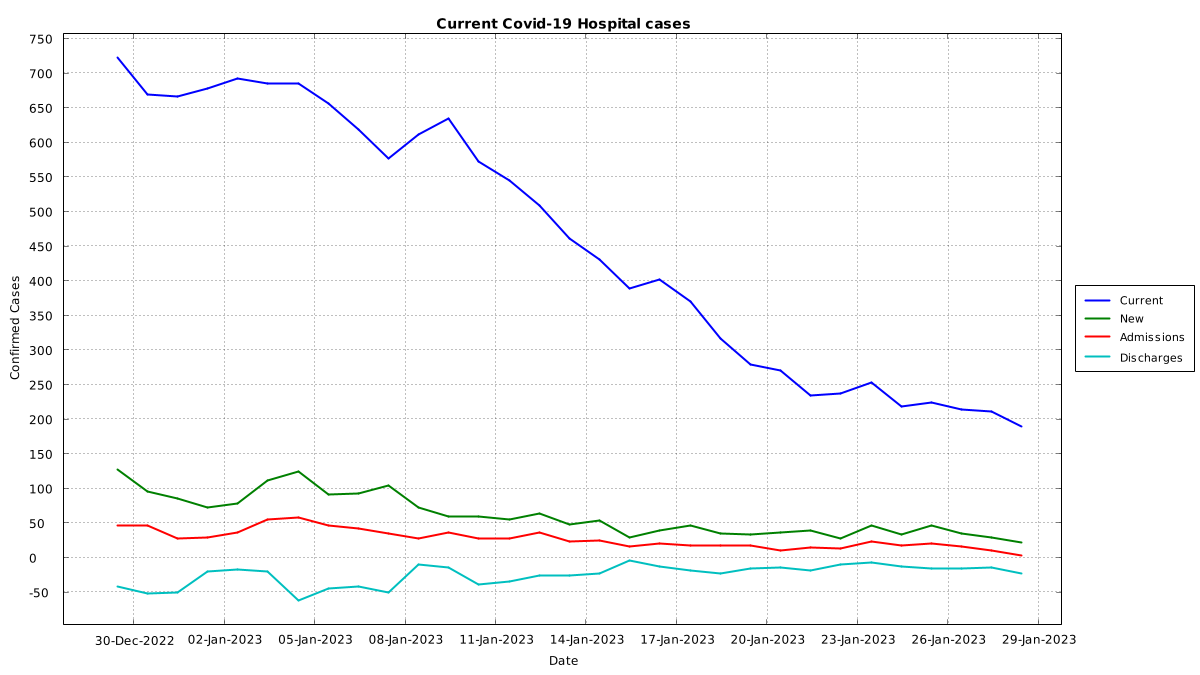 Current Covid-19 Hospital cases
750
700
650
600
550
500
450
400
350
300
250
200
150
100
50
0
-50
Confirmed Cases
30-Dec-2022 02-Jan-2023 05-Jan-2023 08-Jan-2023 11-Jan-2023 14-Jan-2023 17-Jan-2023 20-Jan-2023 23-Jan-2023 26-Jan-2023 29-Jan-2023
Date
Current
New
Admissions
Discharges